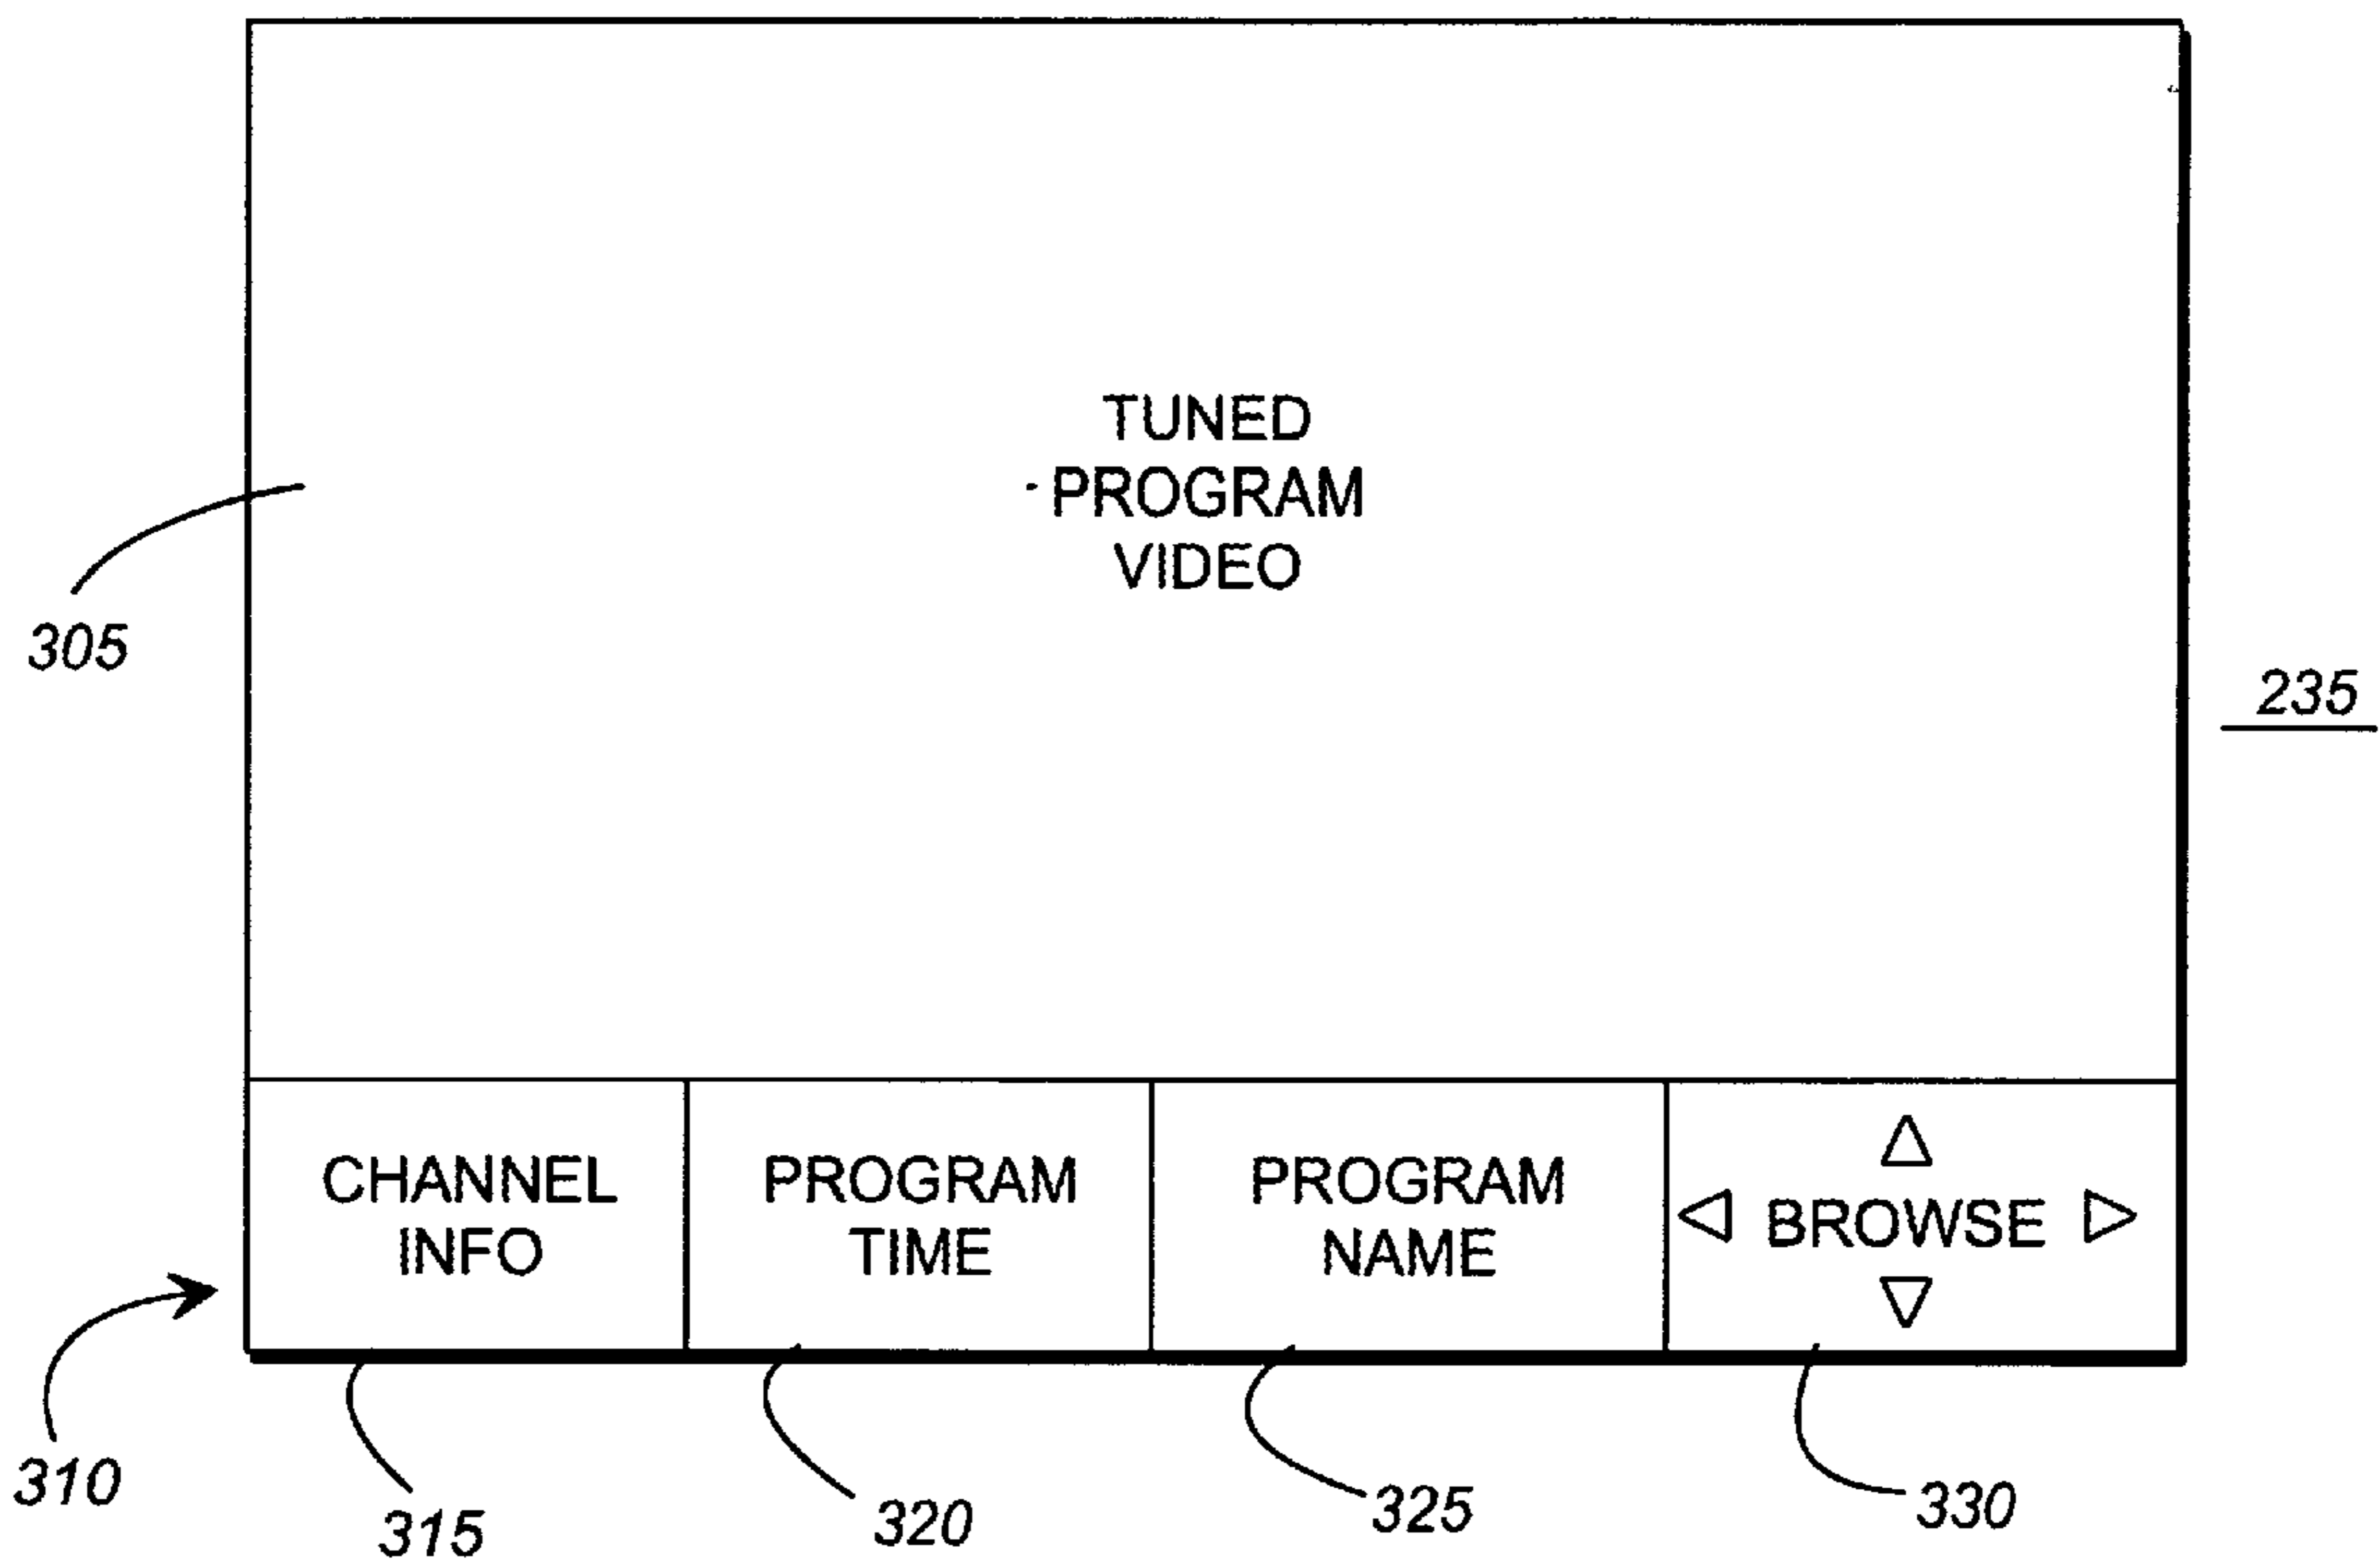 TUNED
PROGRAM
VIDEO
305
235
CHANNEL
INFO
PROGRAM
TIME
PROGRAM
NAME
BROWSE
310
315
320
325
330